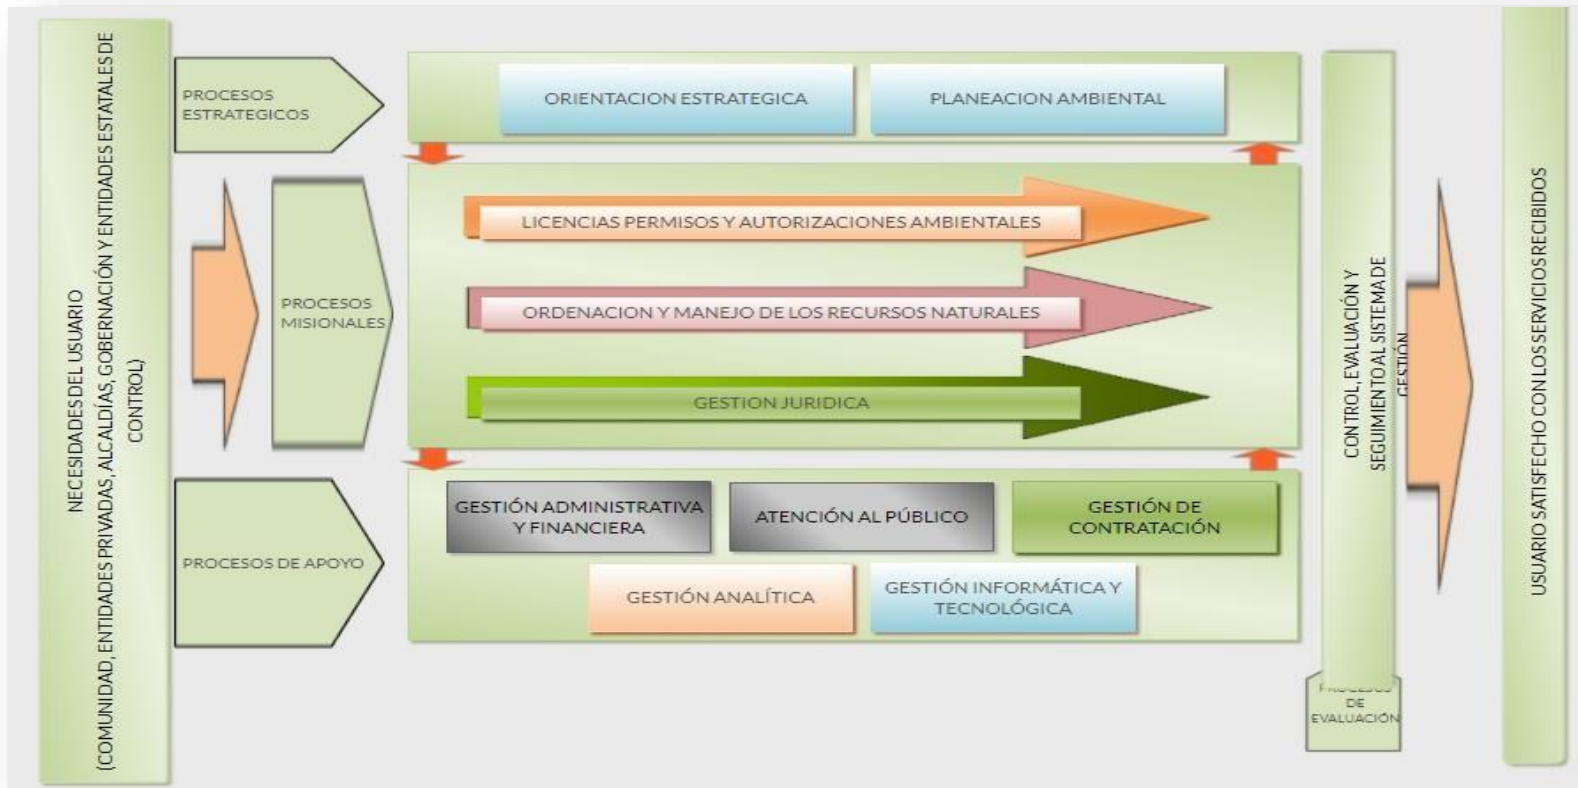 NECESIDADES DEL USUARIO
(COMUNIDAD, ENTIDADES PRIVADAS, ALCALDÍAS, GOBERNACIÓN Y ENTIDADES ESTATALES DE
CONTROL)
PROCESOS
ESTRATEGICOS
ORIENTACION ESTRATEGICA
PLANEACION AMBIENTAL
PROCESOS
MISIONALES
LICENCIAS PERMISOS Y AUTORIZACIONES AMBIENTALES
ORDENACION Y MANEJO DE LOS RECURSOS NATURALES
GESTION JURIDICA
PROCESOS DE APOYO
GESTIÓN ADMINISTRATIVA
Y FINANCIERA
ATENCIÓN AL PÚBLICO
GESTIÓN DE
CONTRATACIÓN
GESTIÓN ANALÍTICA
GESTIÓN INFORMÁTICA Y
TECNOLÓGICA
CONTROL, EVALUACIÓN Y
SEGUIMIENTO AL SISTEMA DE
GESTIÓN
PROCESOS
DE
EVALUACIÓN
USUARIO SATISFECHO CON LOS SERVICIOS RECIBIDOS